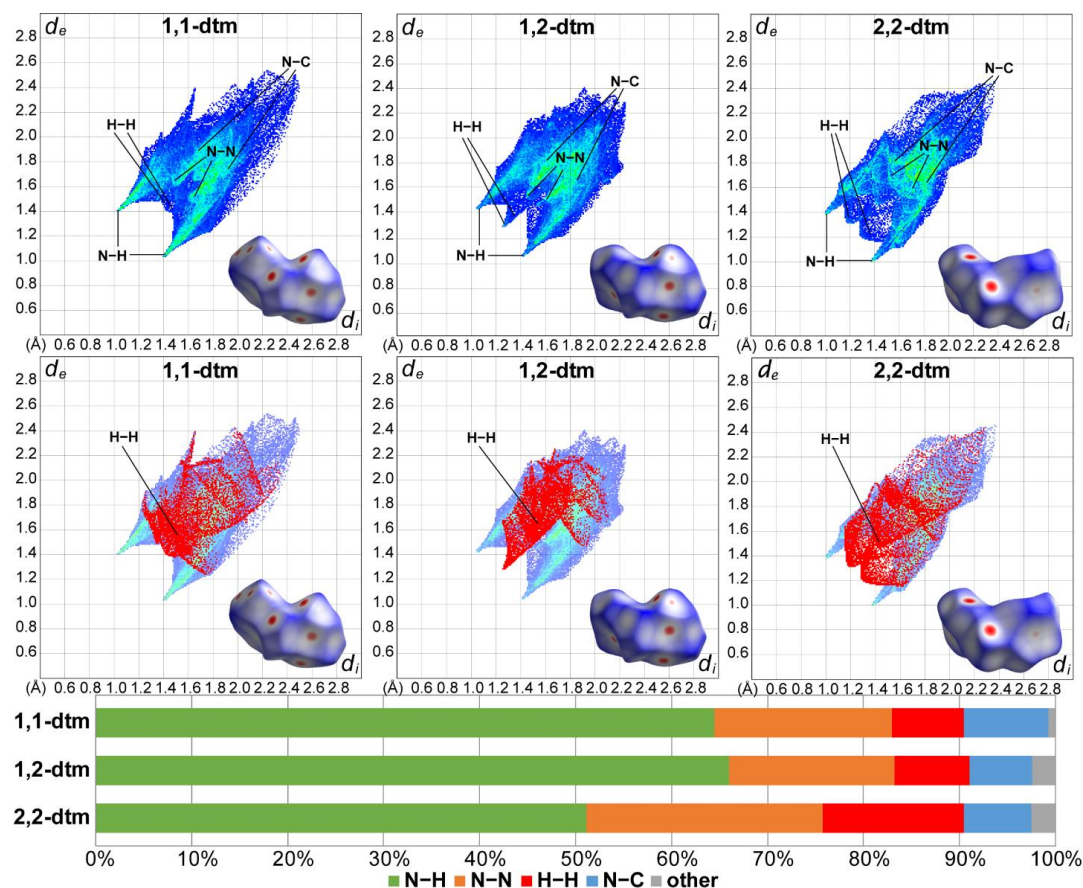 dₑ 1,1-dtm
2.8
2.6
2.4
2.2
2.0
1.8
1.6
1.4
1.2
1.0
0.8
0.6
N–C
H–H
N–N
N–H
dᵢ
(Å) 0.6 0.8 1.0 1.2 1.4 1.6 1.8 2.0 2.2 2.4 2.6 2.8
dₑ 1,2-dtm
2.8
2.6
2.4
2.2
2.0
1.8
1.6
1.4
1.2
1.0
0.8
0.6
N–C
H–H
N–N
N–H
dᵢ
(Å) 0.6 0.8 1.0 1.2 1.4 1.6 1.8 2.0 2.2 2.4 2.6 2.8
dₑ 2,2-dtm
2.8
2.6
2.4
2.2
2.0
1.8
1.6
1.4
1.2
1.0
0.8
0.6
N–C
H–H
N–N
N–H
dᵢ
(Å) 0.6 0.8 1.0 1.2 1.4 1.6 1.8 2.0 2.2 2.4 2.6 2.8
dₑ 1,1-dtm
2.8
2.6
2.4
2.2
2.0
1.8
1.6
1.4
1.2
1.0
0.8
0.6
H–H
dᵢ
(Å) 0.6 0.8 1.0 1.2 1.4 1.6 1.8 2.0 2.2 2.4 2.6 2.8
dₑ 1,2-dtm
2.8
2.6
2.4
2.2
2.0
1.8
1.6
1.4
1.2
1.0
0.8
0.6
H–H
dᵢ
(Å) 0.6 0.8 1.0 1.2 1.4 1.6 1.8 2.0 2.2 2.4 2.6 2.8
dₑ 2,2-dtm
2.8
2.6
2.4
2.2
2.0
1.8
1.6
1.4
1.2
1.0
0.8
0.6
H–H
dᵢ
(Å) 0.6 0.8 1.0 1.2 1.4 1.6 1.8 2.0 2.2 2.4 2.6 2.8
1,1-dtm
1,2-dtm
2,2-dtm
0% 10% 20% 30% 40% 50% 60% 70% 80% 90% 100%
N–H N–N H–H N–C other